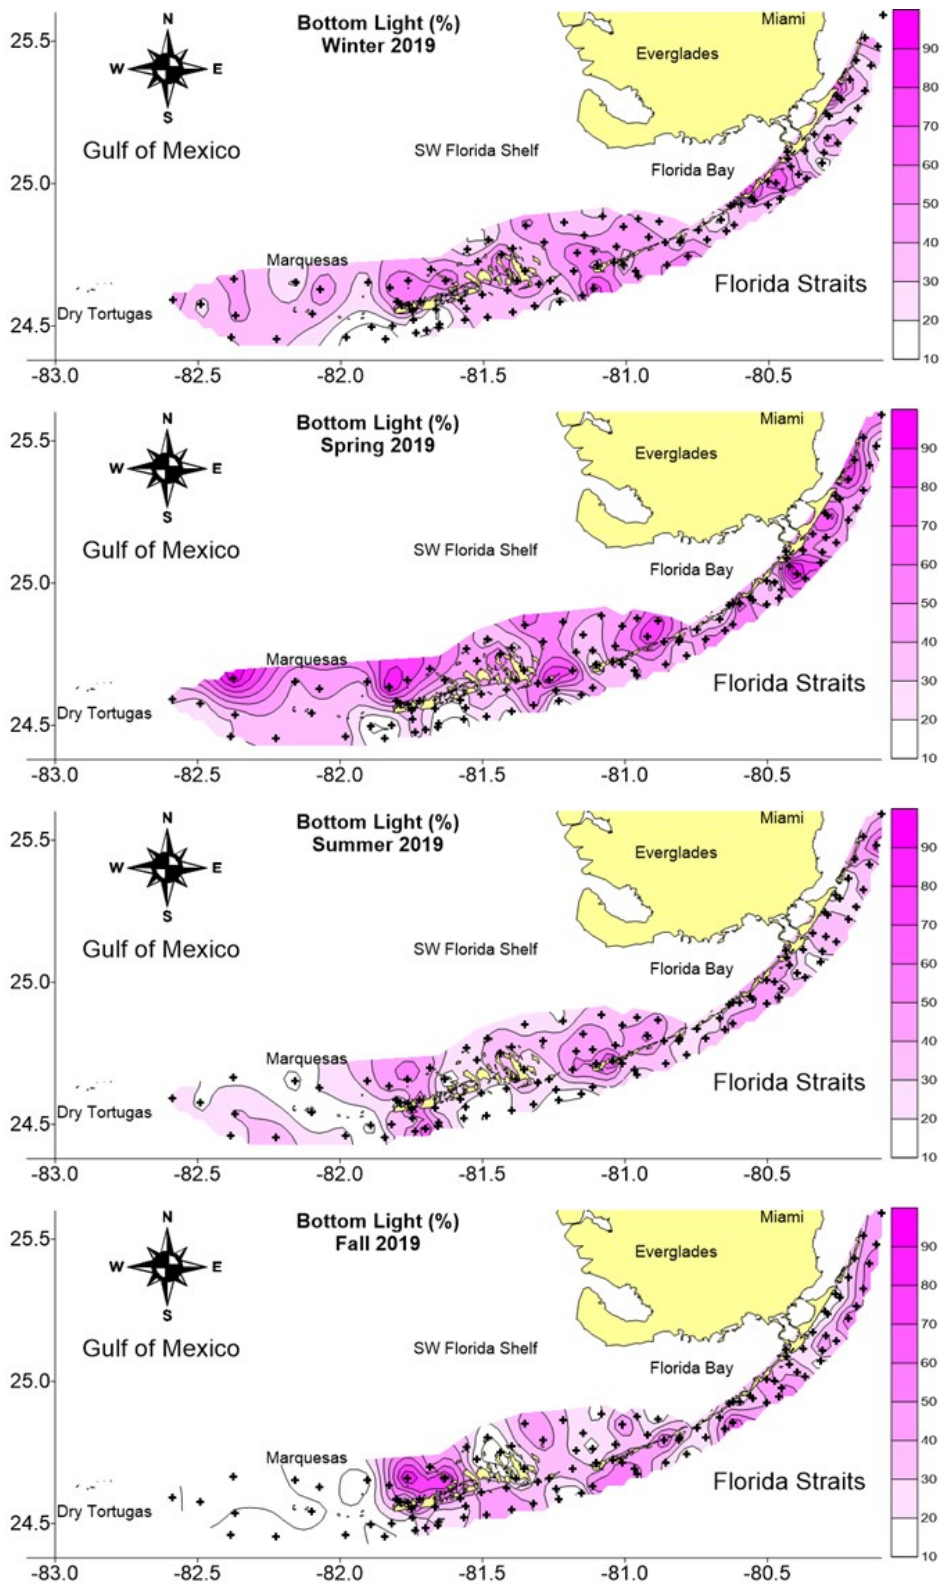 Bottom Light (%)
Winter 2019
N
W E
S
Gulf of Mexico
Miami
Everglades
SW Florida Shelf
Florida Bay
Marquesas
Dry Tortugas
Florida Straits
25.5
25.0
24.5
-83.0 -82.5 -82.0 -81.5 -81.0 -80.5
90
80
70
60
50
40
30
20
10
Bottom Light (%)
Spring 2019
N
W E
S
Gulf of Mexico
Miami
Everglades
SW Florida Shelf
Florida Bay
Marquesas
Dry Tortugas
Florida Straits
25.5
25.0
24.5
-83.0 -82.5 -82.0 -81.5 -81.0 -80.5
90
80
70
60
50
40
30
20
10
Bottom Light (%)
Summer 2019
N
W E
S
Gulf of Mexico
Miami
Everglades
SW Florida Shelf
Florida Bay
Marquesas
Dry Tortugas
Florida Straits
25.5
25.0
24.5
-83.0 -82.5 -82.0 -81.5 -81.0 -80.5
90
80
70
60
50
40
30
20
10
Bottom Light (%)
Fall 2019
N
W E
S
Gulf of Mexico
Miami
Everglades
SW Florida Shelf
Florida Bay
Marquesas
Dry Tortugas
Florida Straits
25.5
25.0
24.5
-83.0 -82.5 -82.0 -81.5 -81.0 -80.5
90
80
70
60
50
40
30
20
10